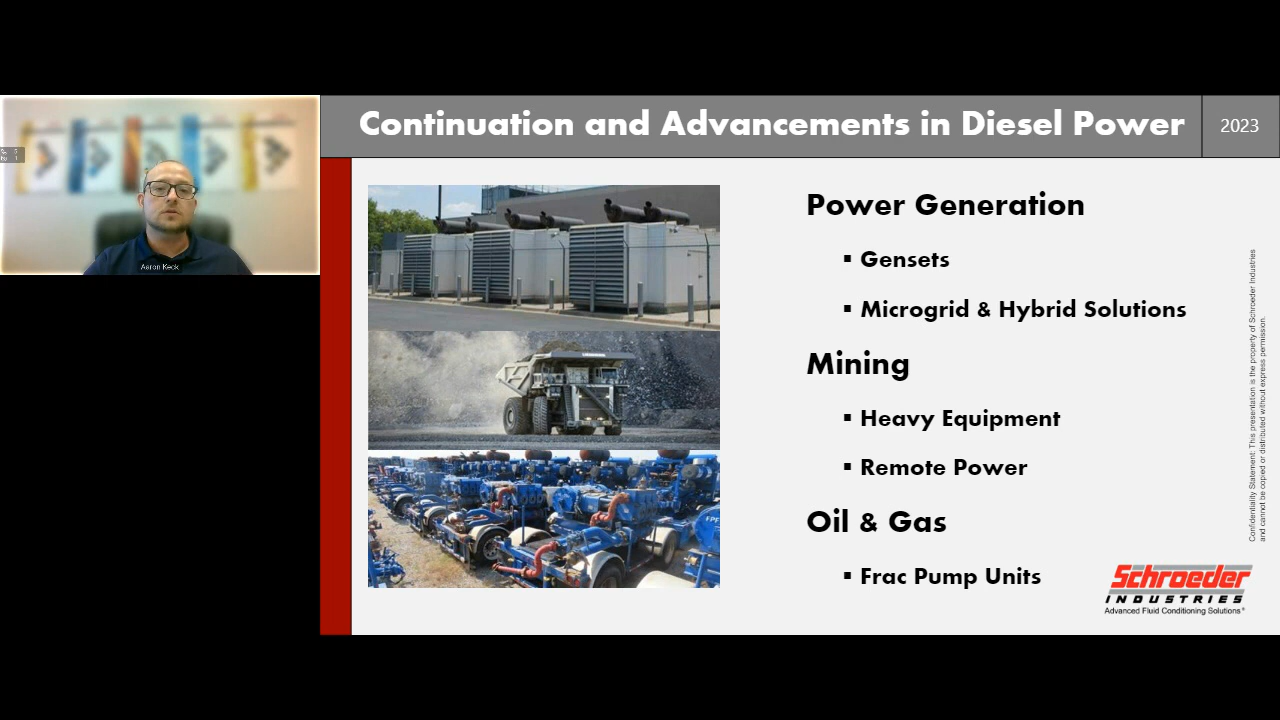 Continuation and Advancements in Diesel Power
2023
Aaron Keck
Power Generation
▪ Gensets
▪ Microgrid & Hybrid Solutions
Mining
▪ Heavy Equipment
▪ Remote Power
Oil & Gas
▪ Frac Pump Units
Confidentiality Statement: This presentation is the property of Schroeder Industries
and cannot be copied or distributed without express permission.
Schroeder
INDUSTRIES
Advanced Fluid Conditioning Solutions®